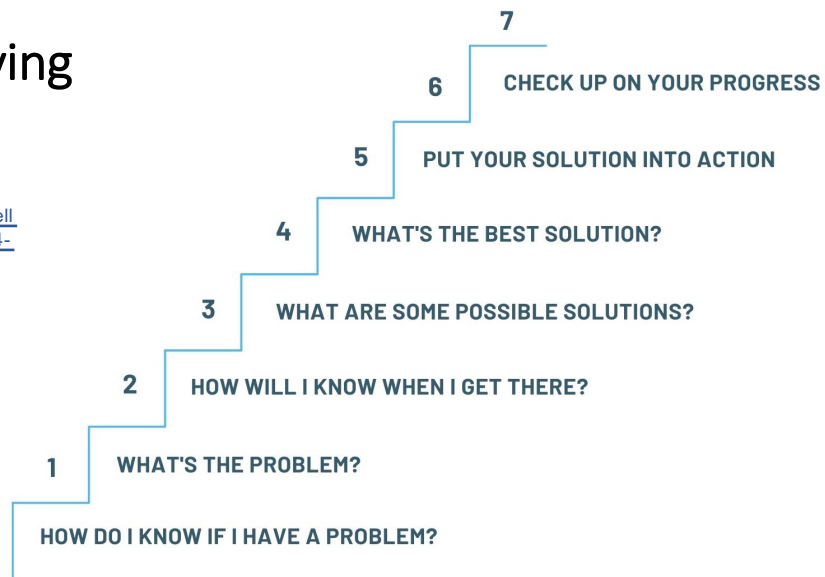 7
ving
6
CHECK UP ON YOUR PROGRESS
5
PUT YOUR SOLUTION INTO ACTION
ell
4-
4
WHAT'S THE BEST SOLUTION?
3
WHAT ARE SOME POSSIBLE SOLUTIONS?
2
HOW WILL I KNOW WHEN I GET THERE?
1
WHAT'S THE PROBLEM?
HOW DO I KNOW IF I HAVE A PROBLEM?